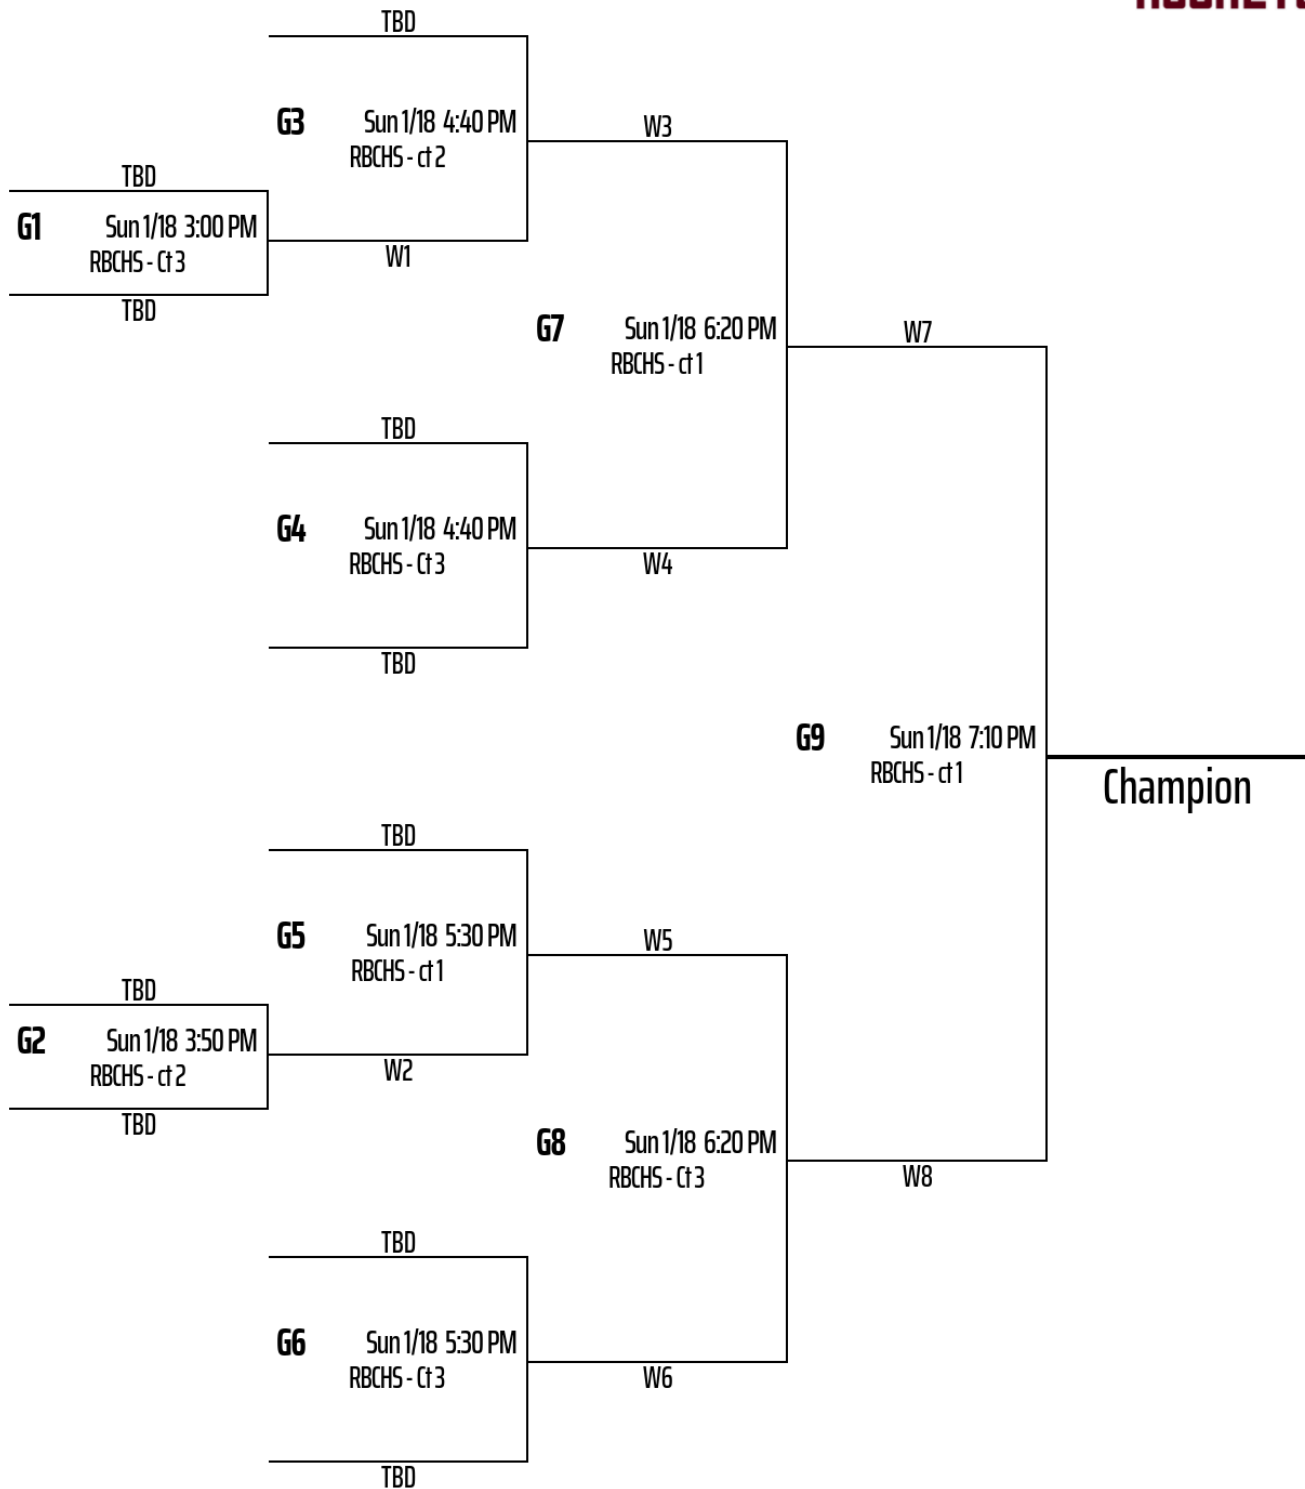 TBD
G3 Sun 1/18 4:40 PM
RBCHS - ct 2
W3
TBD
G1 Sun 1/18 3:00 PM
RBCHS - Ct 3
W1
TBD
G7 Sun 1/18 6:20 PM
RBCHS - ct 1
W7
TBD
G4 Sun 1/18 4:40 PM
RBCHS - Ct 3
W4
TBD
G9 Sun 1/18 7:10 PM
RBCHS - ct 1
Champion
TBD
G5 Sun 1/18 5:30 PM
RBCHS - ct 1
W5
TBD
G2 Sun 1/18 3:50 PM
RBCHS - ct 2
W2
TBD
G8 Sun 1/18 6:20 PM
RBCHS - Ct 3
W8
TBD
G6 Sun 1/18 5:30 PM
RBCHS - Ct 3
W6
TBD